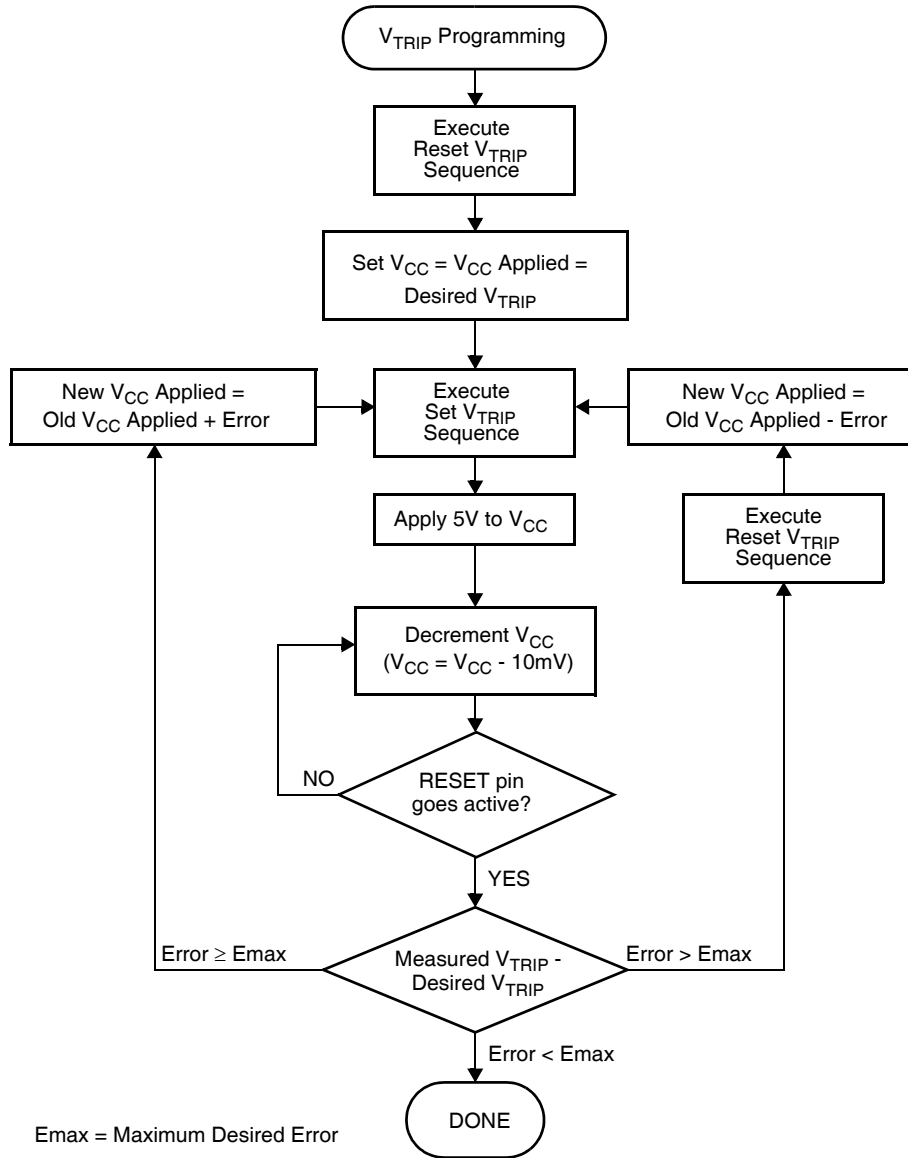 V_TRIP Programming
Execute
Reset V_TRIP
Sequence
Set V_CC = V_CC Applied =
Desired V_TRIP
New V_CC Applied =
Old V_CC Applied + Error
Execute
Set V_TRIP
Sequence
New V_CC Applied =
Old V_CC Applied - Error
Apply 5V to V_CC
Execute
Reset V_TRIP
Sequence
Decrement V_CC
(V_CC = V_CC - 10mV)
NO
RESET pin
goes active?
YES
Error ≥ Emax
Measured V_TRIP -
Desired V_TRIP
Error > Emax
Error < Emax
DONE
Emax = Maximum Desired Error